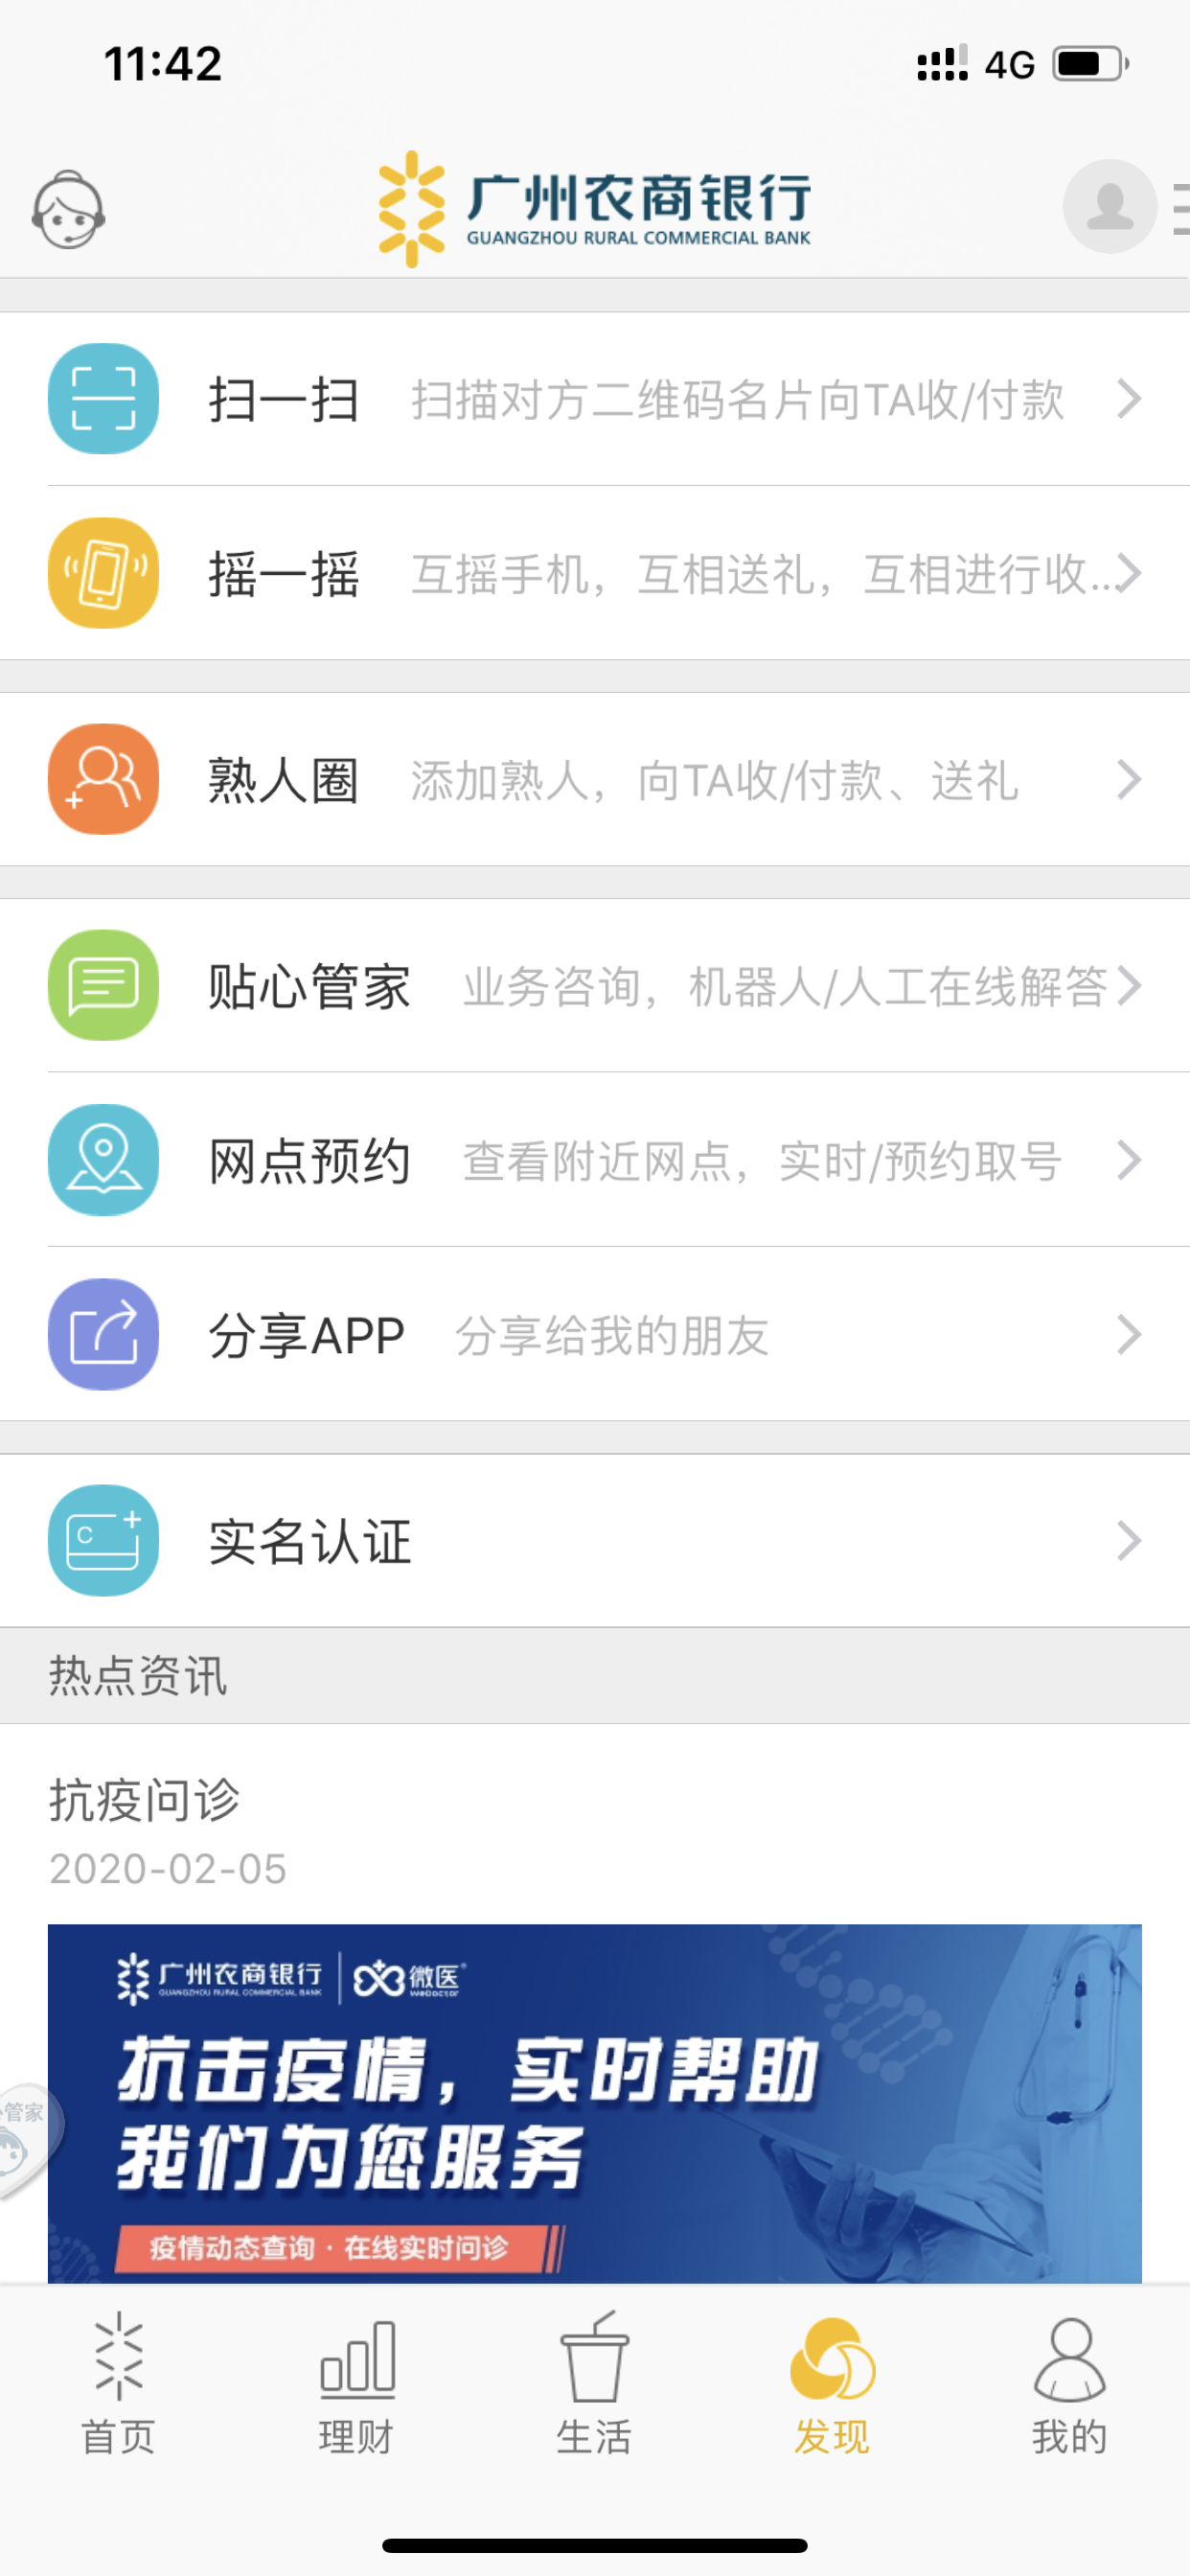 11:42 4G
广州农商银行
GUANGZHOU RURAL COMMERCIAL BANK
扫一扫 扫描对方二维码名片向TA收/付款
摇一摇 互摇手机，互相送礼，互相进行收...
熟人圈 添加熟人，向TA收/付款、送礼
贴心管家 业务咨询，机器人/人工在线解答
网点预约 查看附近网点，实时/预约取号
分享APP 分享给我的朋友
C 实名认证
热点资讯
抗疫问诊
2020-02-05
广州农商银行 微医
GUANGZHOU RURAL COMMERCIAL BANK WeDoctor
抗击疫情，实时帮助
我们为您服务
管家
疫情动态查询·在线实时问诊
首页 理财 生活 发现 我的